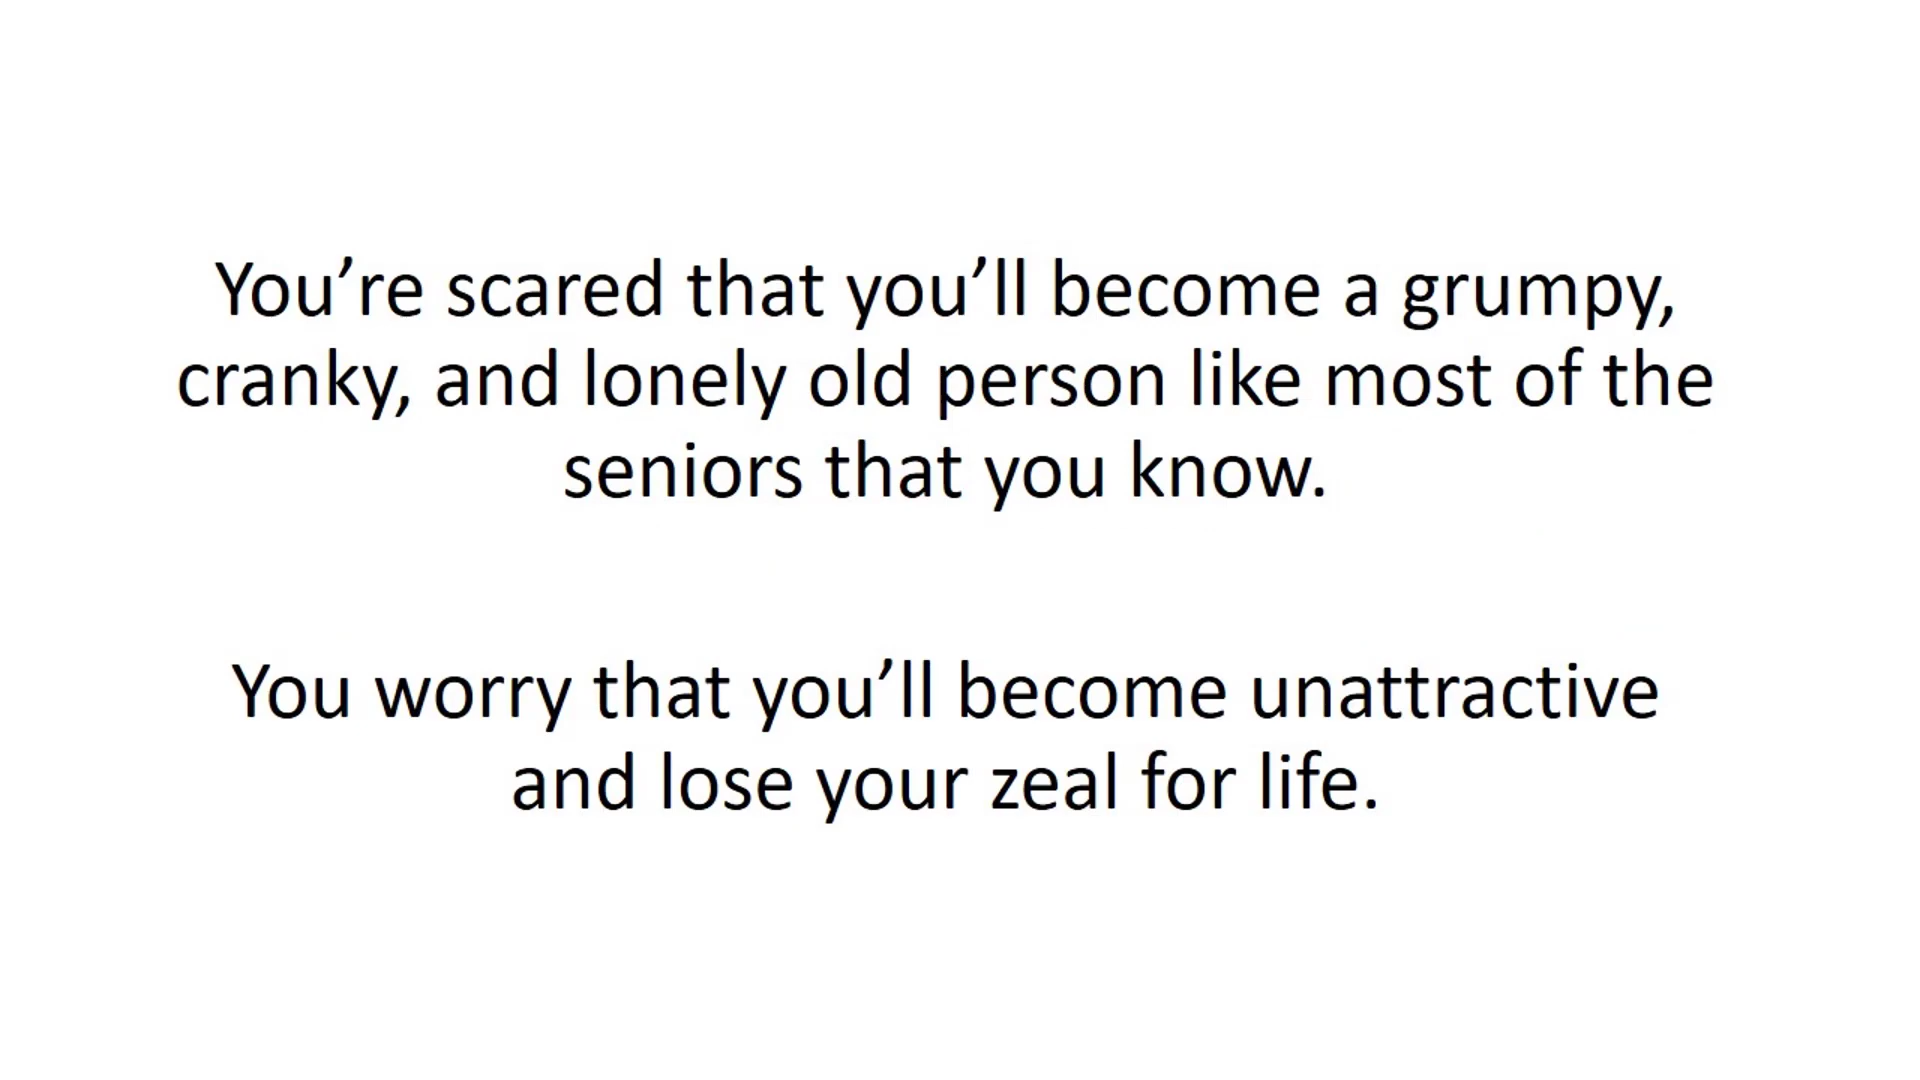 You’re scared that you’ll become a grumpy,
cranky, and lonely old person like most of the
seniors that you know.
You worry that you’ll become unattractive
and lose your zeal for life.